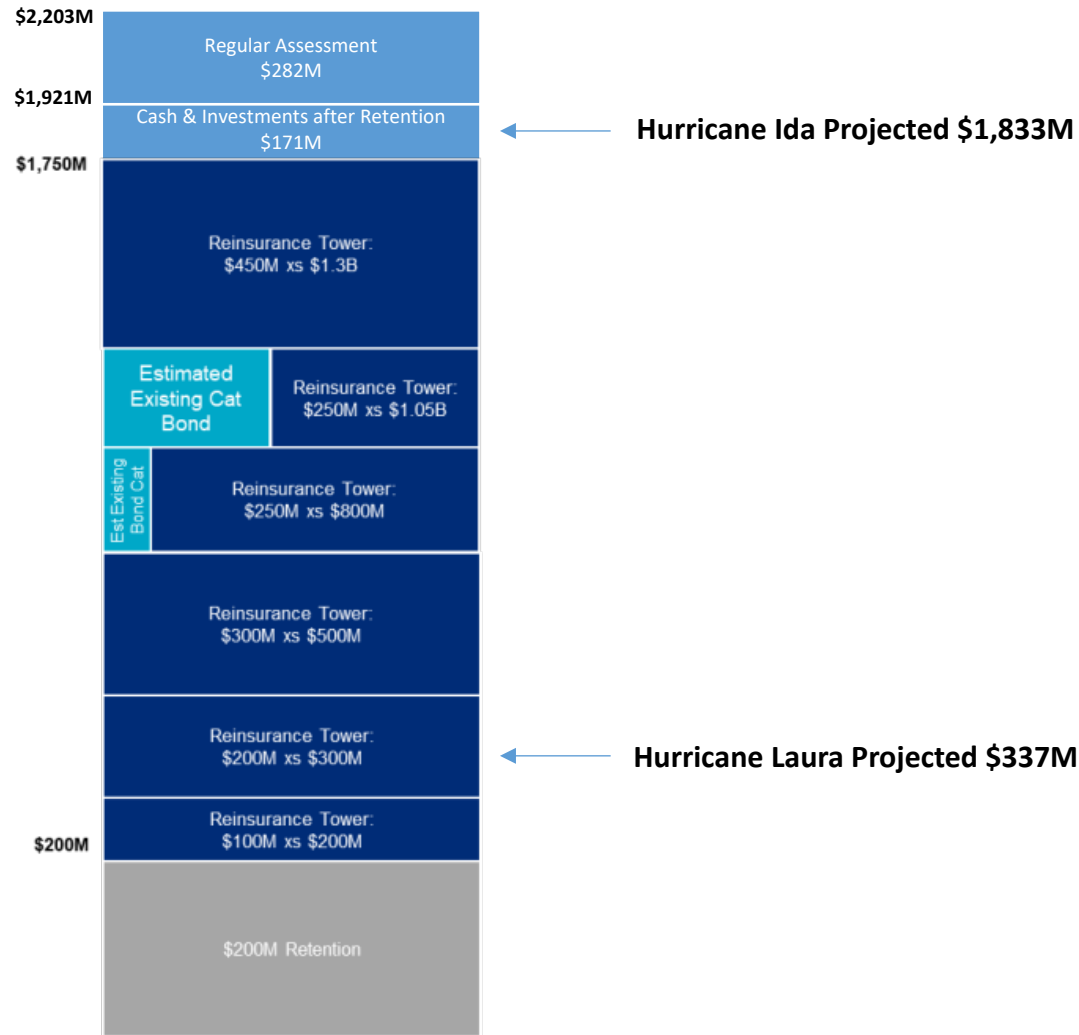 $2,203M
Regular Assessment
$282M
$1,921M
Cash & Investments after Retention
$171M
Hurricane Ida Projected $1,833M
$1,750M
Reinsurance Tower:
$450M xs $1.3B
Estimated
Existing Cat
Bond
Reinsurance Tower:
$250M xs $1.05B
Est Existing
Bond Cat
Reinsurance Tower:
$250M xs $800M
Reinsurance Tower:
$300M xs $500M
Reinsurance Tower:
$200M xs $300M
Hurricane Laura Projected $337M
Reinsurance Tower:
$100M xs $200M
$200M
$200M Retention